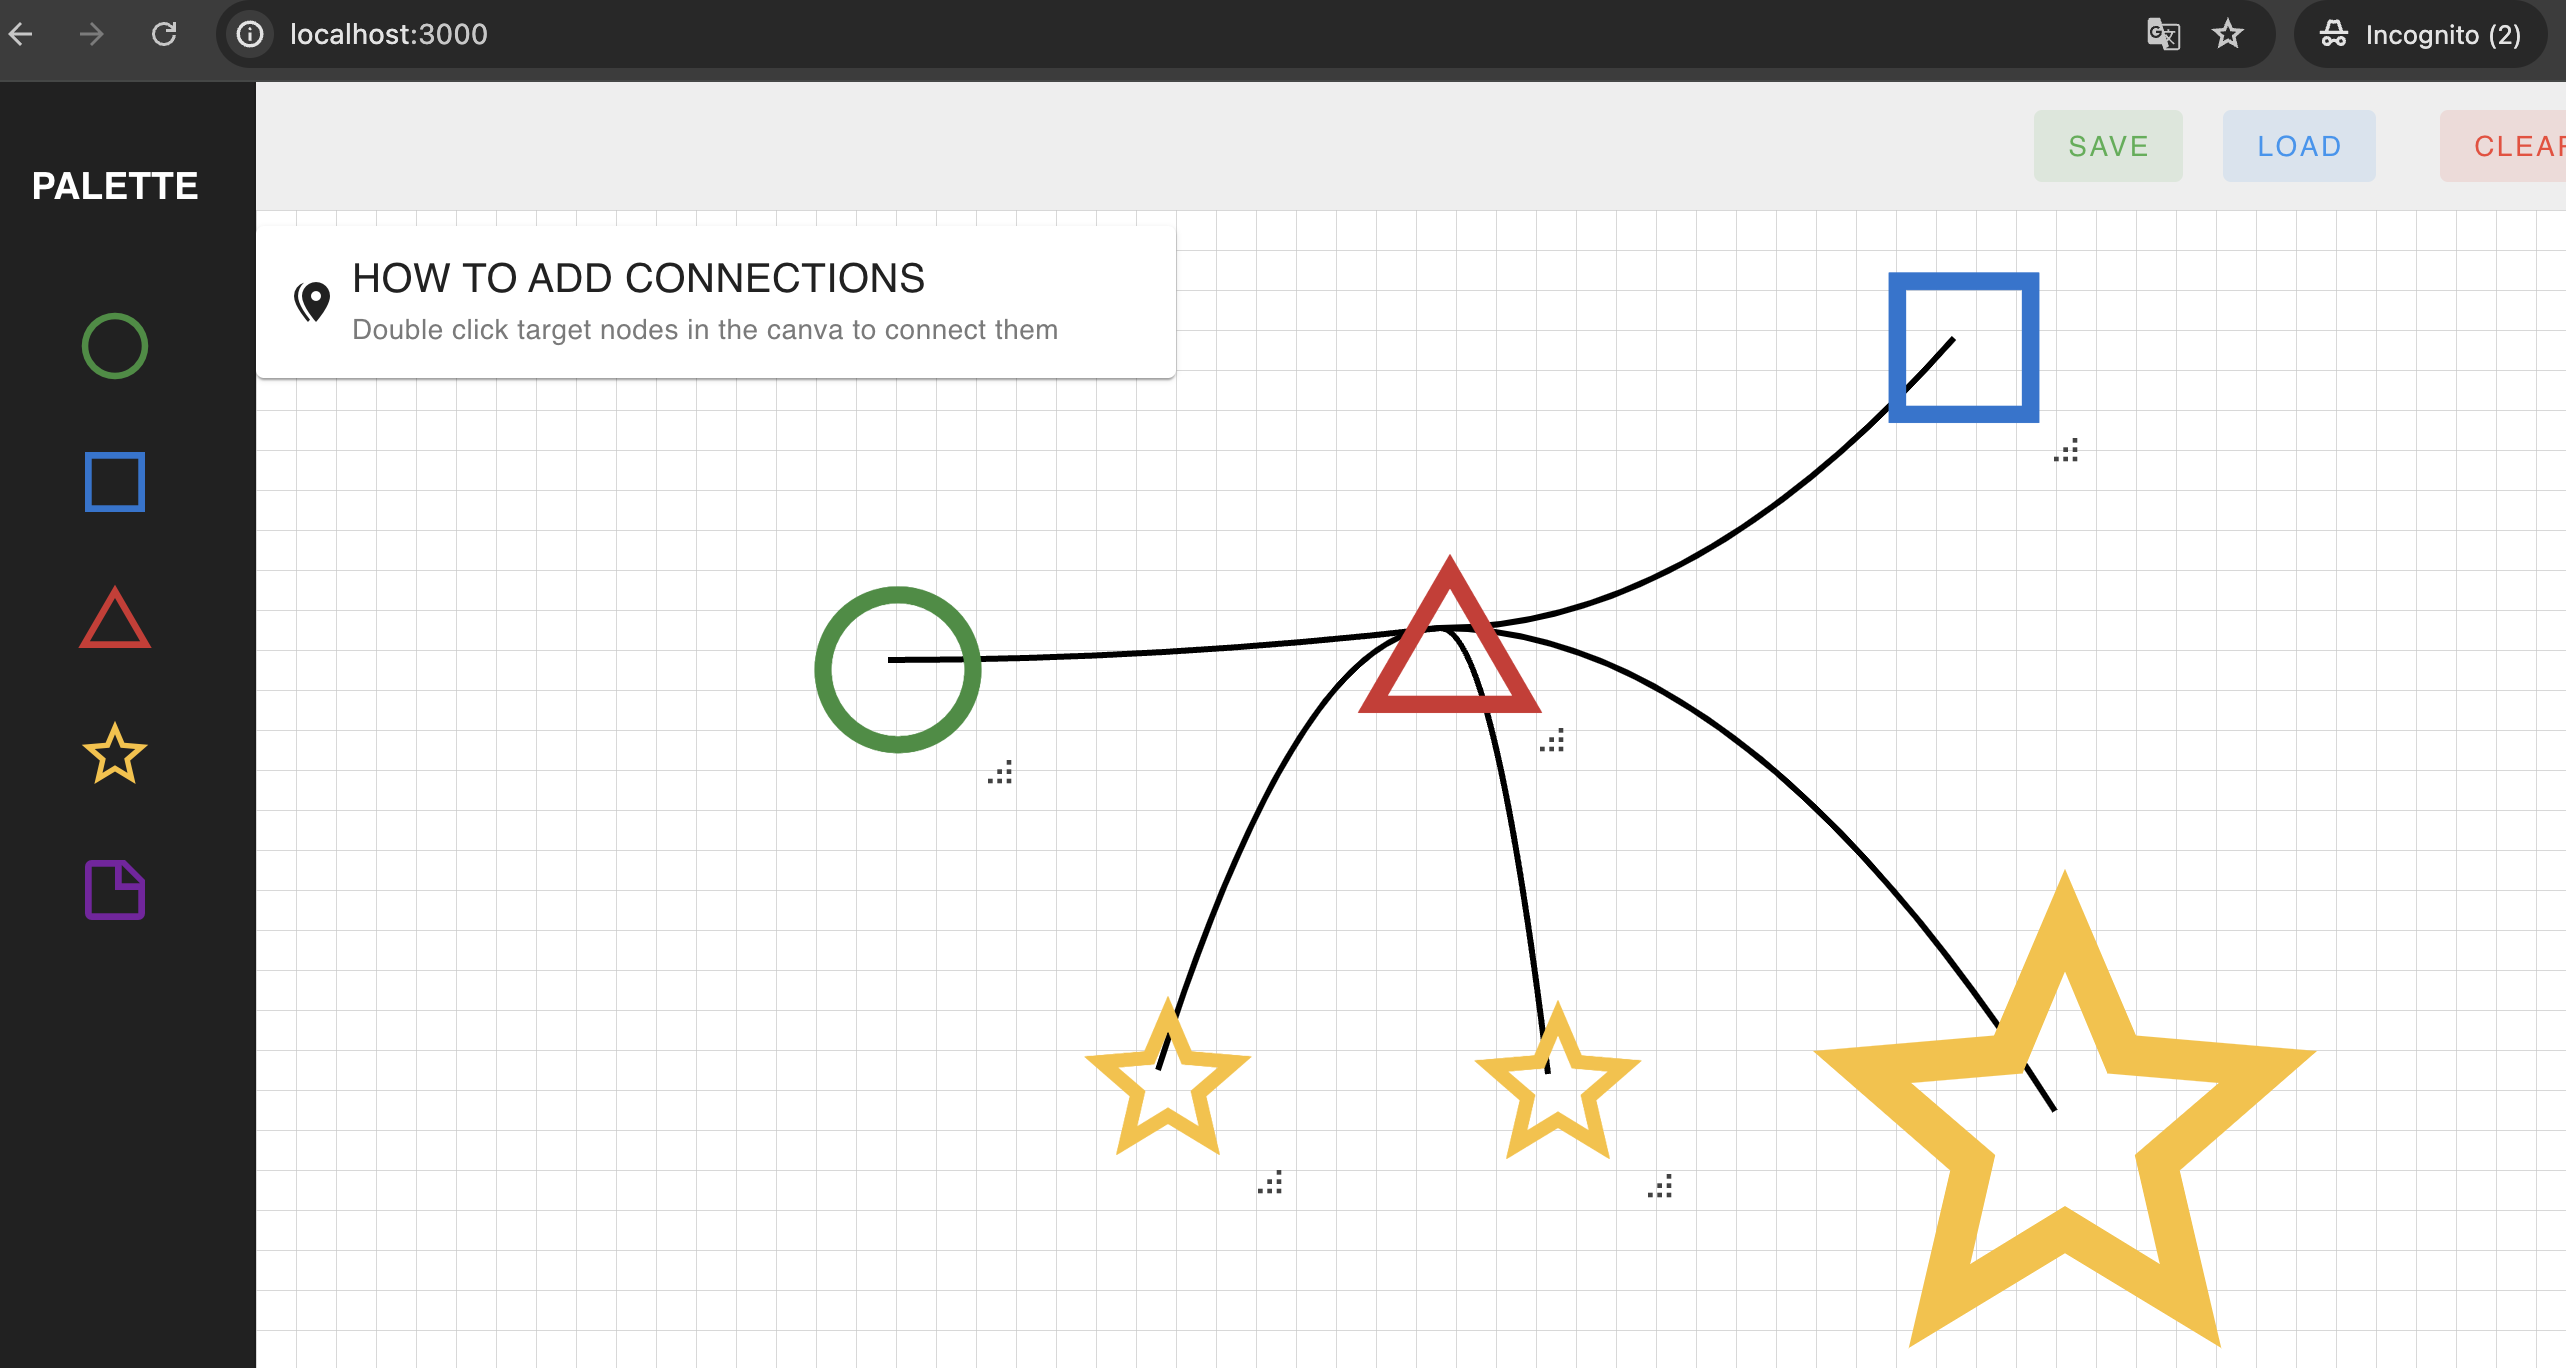 localhost:3000
Incognito (2)
PALETTE
SAVE
LOAD
CLEA
HOW TO ADD CONNECTIONS
Double click target nodes in the canva to connect them